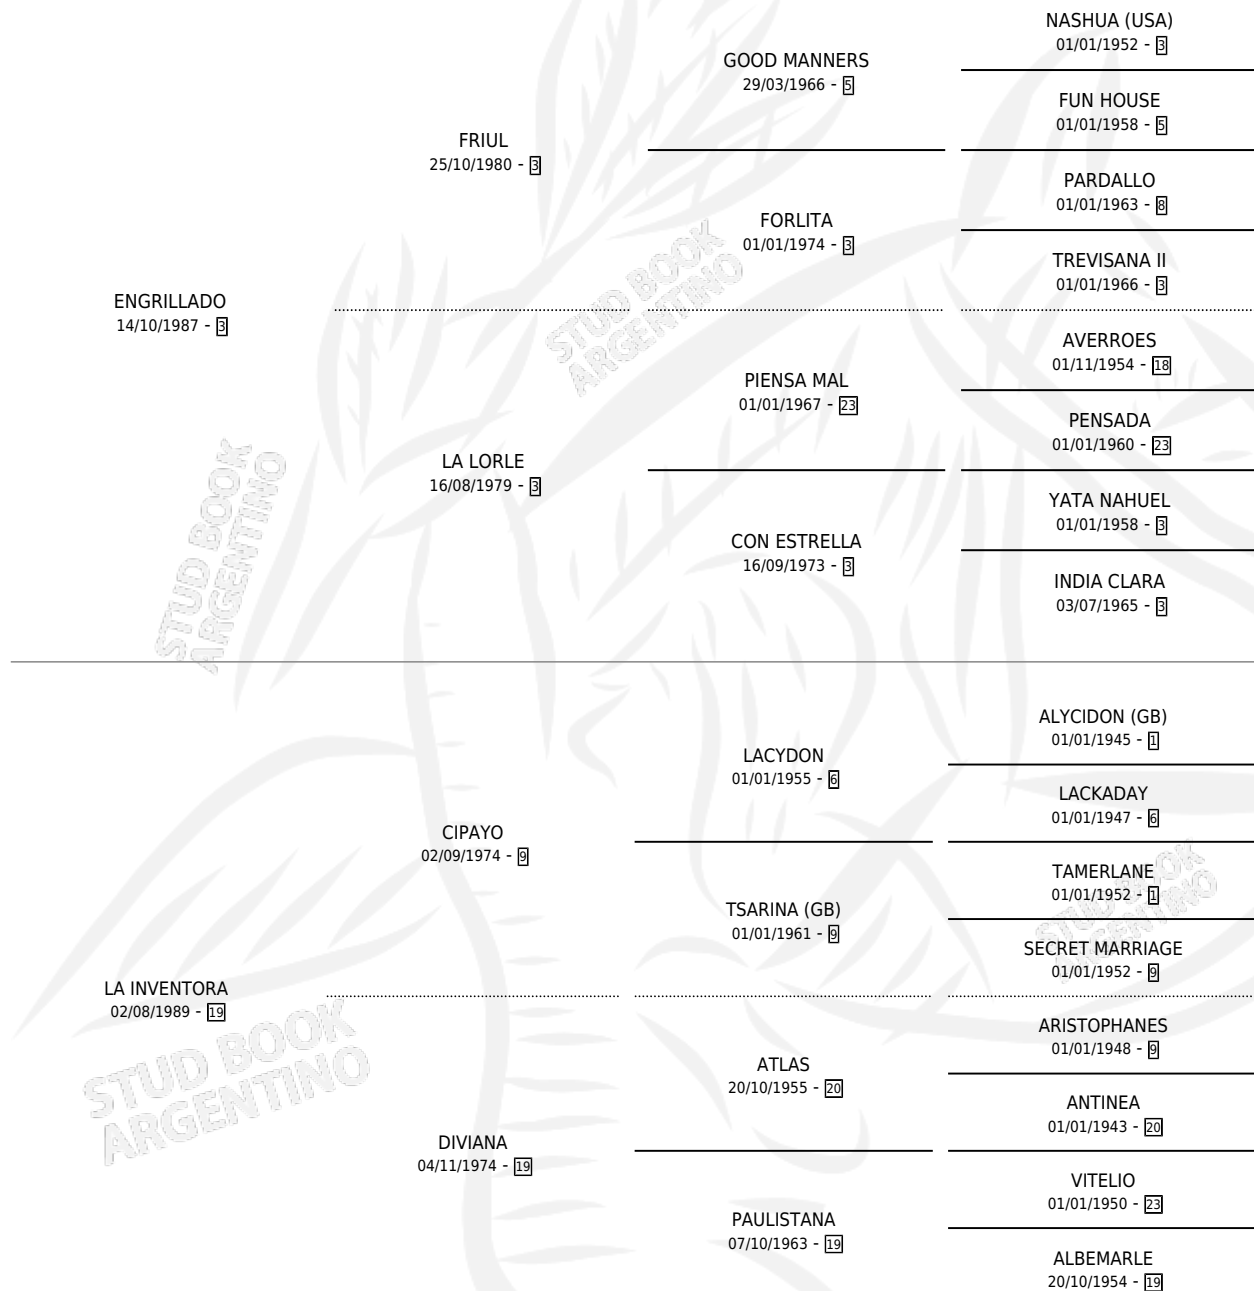 NASHUA (USA)
01/01/1952 - 3
GOOD MANNERS
29/03/1966 - 5
FUN HOUSE
01/01/1958 - 5
FRIUL
25/10/1980 - 3
PARDALLO
01/01/1963 - 8
FORLITA
01/01/1974 - 3
TREVISANA II
01/01/1966 - 3
ENGRILLADO
14/10/1987 - 3
STUD BOOK
ARGENTINO
AVERROES
01/11/1954 - 18
PIENSA MAL
01/01/1967 - 23
PENSADA
01/01/1960 - 23
LA LORLE
16/08/1979 - 3
YATA NAHUEL
01/01/1958 - 3
CON ESTRELLA
16/09/1973 - 3
INDIA CLARA
03/07/1965 - 3
STUD BOOK
ARGENTINO
ALYCIDON (GB)
01/01/1945 - 1
LACYDON
01/01/1955 - 6
LACKADAY
01/01/1947 - 6
CIPAYO
02/09/1974 - 9
TAMERLANE
01/01/1952 - 1
TSARINA (GB)
01/01/1961 - 9
SECRET MARRIAGE
01/01/1952 - 9
STUD BOOK
ARGENTINO
LA INVENTORA
02/08/1989 - 19
ARISTOPHANES
01/01/1948 - 9
ATLAS
20/10/1955 - 20
ANTINEA
01/01/1943 - 20
STUD BOOK
ARGENTINO
DIVIANA
04/11/1974 - 19
VITELIO
01/01/1950 - 23
PAULISTANA
07/10/1963 - 19
ALBEMARLE
20/10/1954 - 19